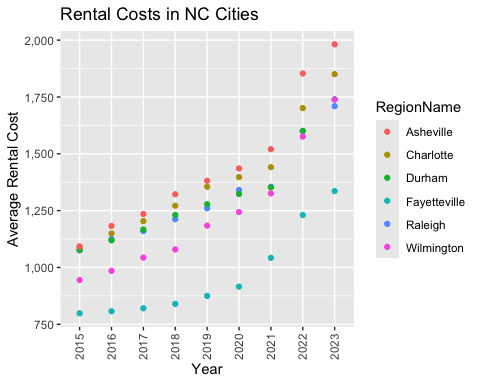 Rental Costs in NC Cities
Average Rental Cost
2,000
1,750
1,500
1,250
1,000
750
2015
2016
2017
2018
2019
2020
2021
2022
2023
Year
RegionName
Asheville
Charlotte
Durham
Fayetteville
Raleigh
Wilmington